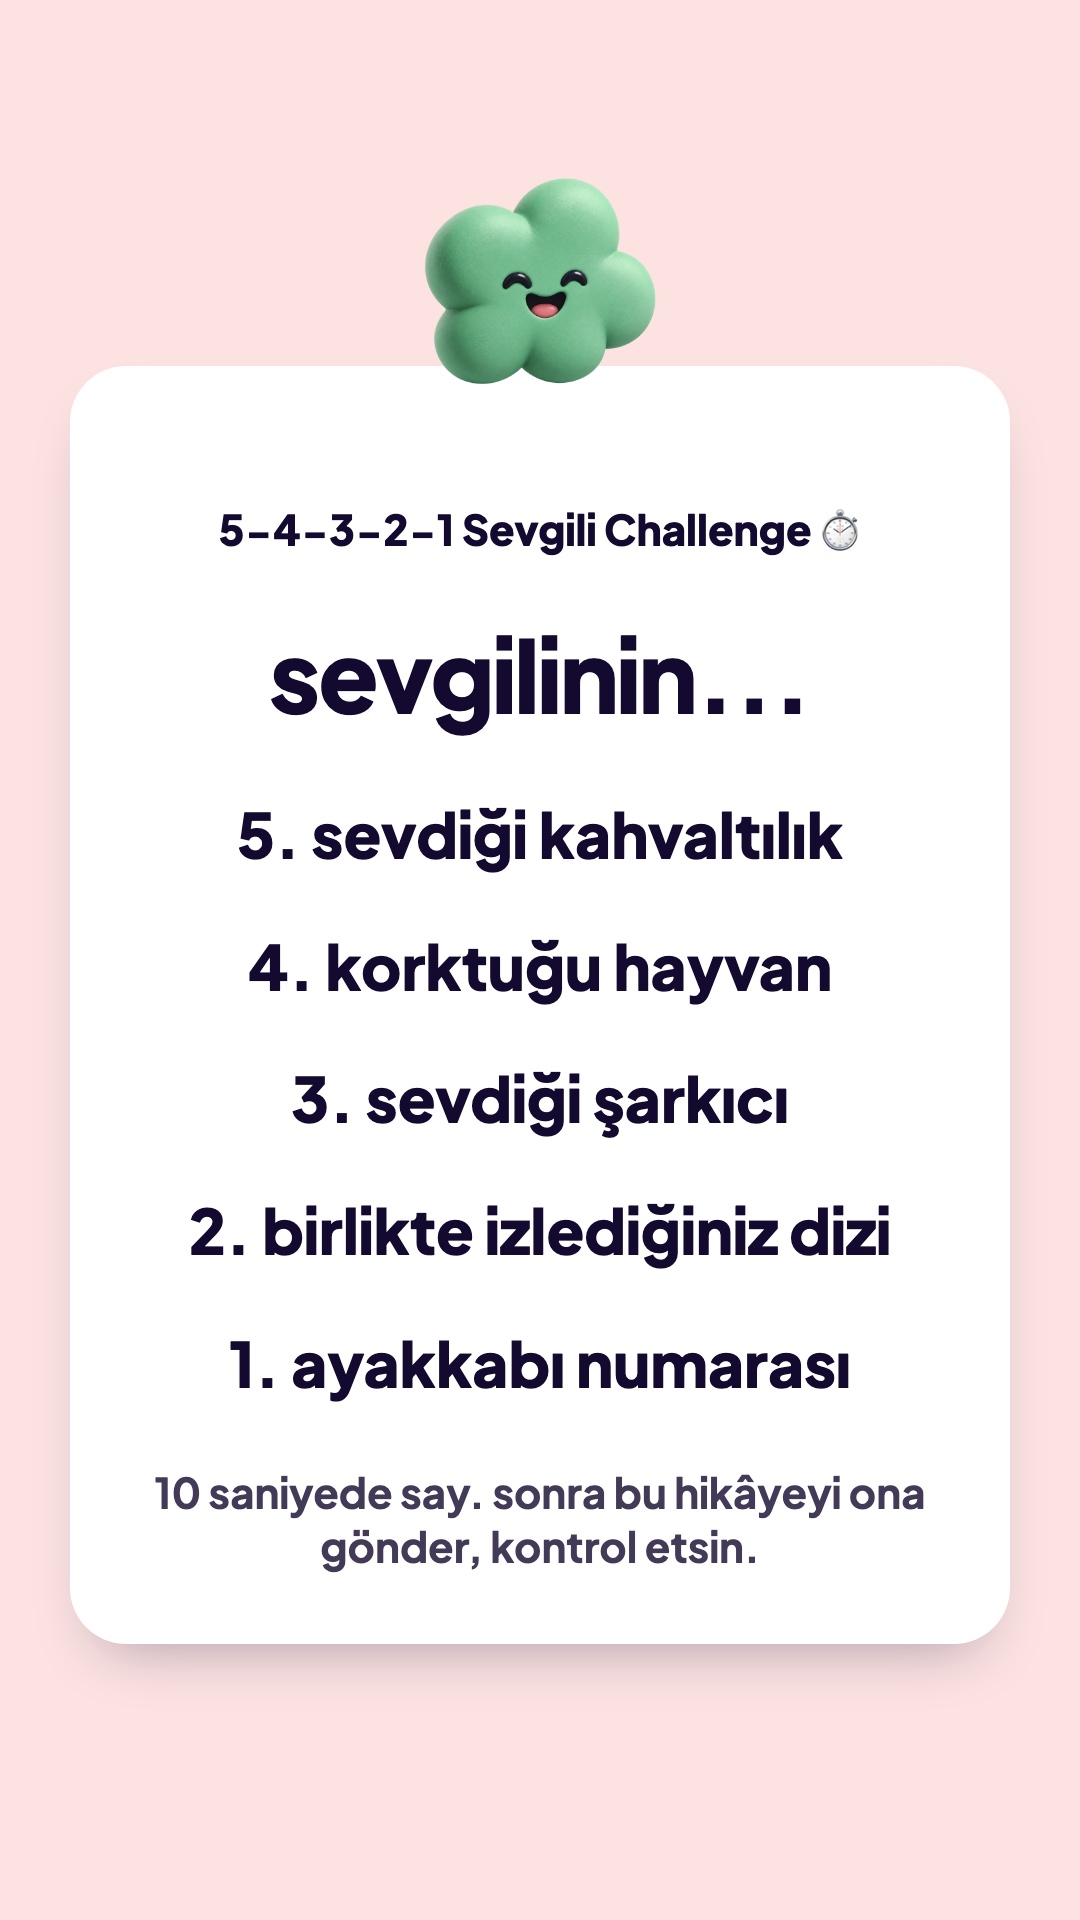 5-4-3-2-1 Sevgili Challenge ⏱️
sevgilinin...
5. sevdiği kahvaltılık
4. korktuğu hayvan
3. sevdiği şarkıcı
2. birlikte izlediğiniz dizi
1. ayakkabı numarası
10 saniyede say. sonra bu hikâyeyi ona
gönder, kontrol etsin.